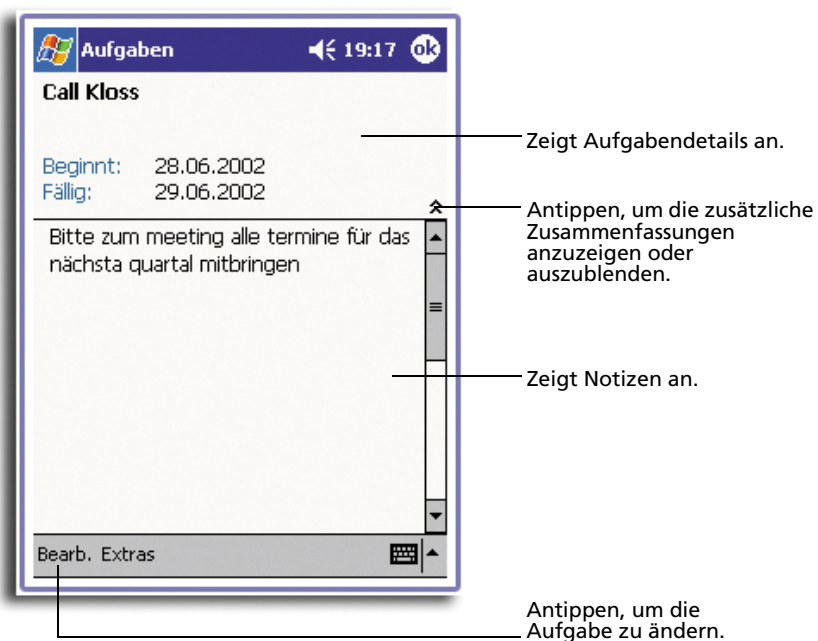 Aufgaben 19:17 ok
Call Kloss
Beginnt: 28.06.2002
Fällig: 29.06.2002
Bitte zum meeting alle termine für das
nächsta quartal mitbringen
Bearb. Extras
Zeigt Aufgabendetails an.
Antippen, um die zusätzliche
Zusammenfassungen
anzuzeigen oder
auszublenden.
Zeigt Notizen an.
Antippen, um die
Aufgabe zu ändern.